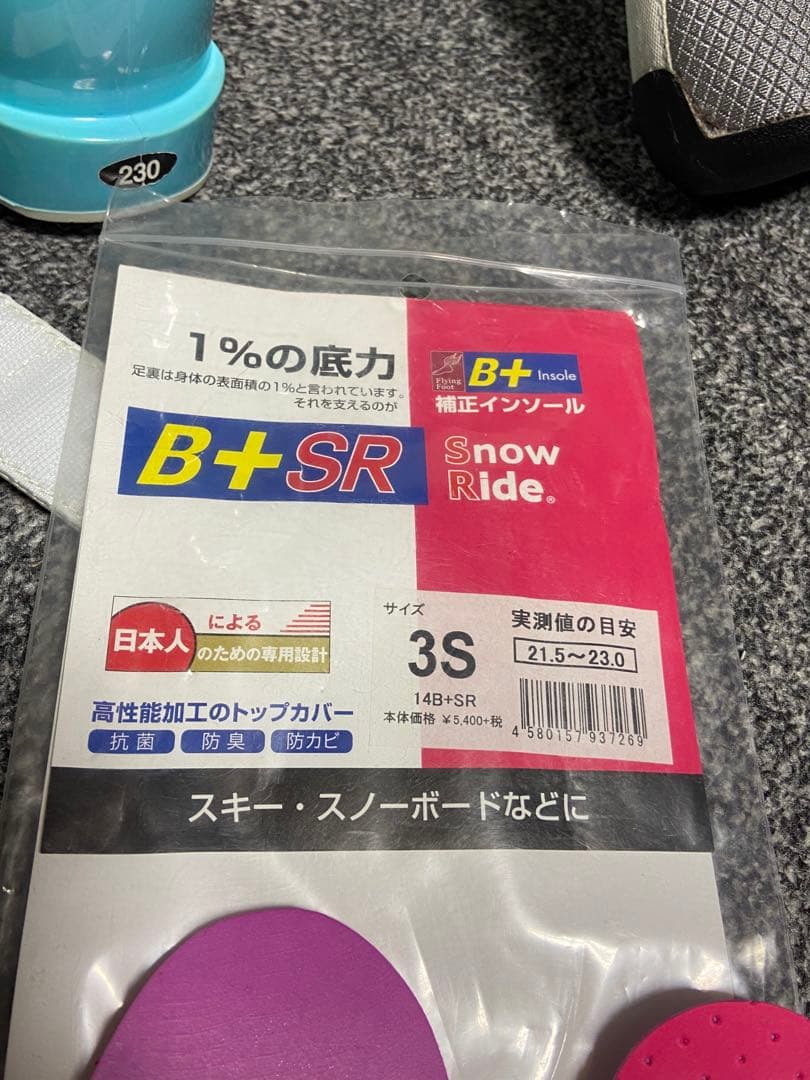 230
1%の底力
足裏は身体の表面積の1%と言われています。
それを支えるのが
B+SR
Flying
Foot
B+ Insole
補正インソール
Snow
Ride®
日本人による
のための専用設計
高性能加工のトップカバー
抗菌 防臭 防カビ
サイズ
3S
14B+SR
本体価格 ¥5,400+税
実測値の目安
21.5～23.0
4 580157 937269
スキー・スノーボードなどに